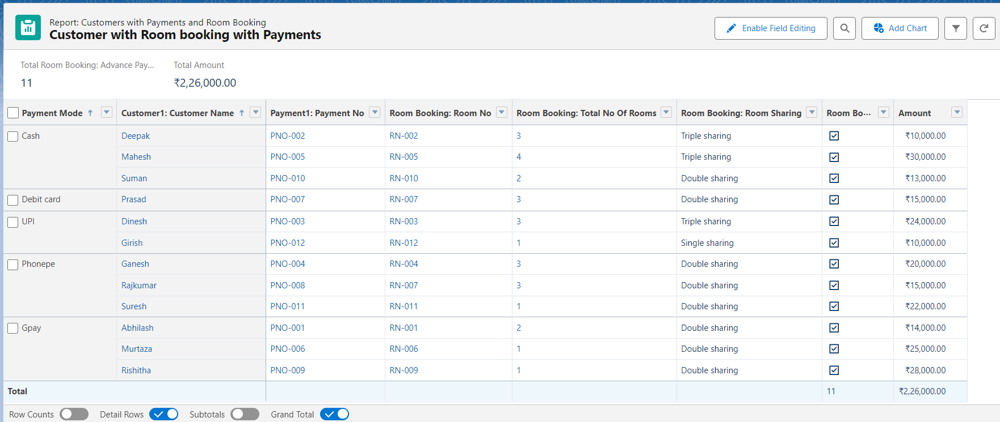 Report: Customers with Payments and Room Booking
Customer with Room booking with Payments
Enable Field Editing
Add Chart
Total Room Booking: Advance Pay... Total Amount
11 ₹2,26,000.00
Payment Mode Customer1: Customer Name Payment1: Payment No Room Booking: Room No Room Booking: Total No Of Rooms Room Booking: Room Sharing Room Bo... Amount
Cash Deepak PNO-002 RN-002 3 Triple sharing ₹10,000.00
Mahesh PNO-005 RN-005 4 Triple sharing ₹30,000.00
Suman PNO-010 RN-010 2 Double sharing ₹13,000.00
Debit card Prasad PNO-007 RN-007 3 Double sharing ₹15,000.00
UPI Dinesh PNO-003 RN-003 3 Triple sharing ₹24,000.00
Girish PNO-012 RN-012 1 Single sharing ₹10,000.00
Phonepe Ganesh PNO-004 RN-004 3 Double sharing ₹20,000.00
Rajkumar PNO-008 RN-007 3 Double sharing ₹15,000.00
Suresh PNO-011 RN-011 1 Double sharing ₹22,000.00
Gpay Abhilash PNO-001 RN-001 2 Double sharing ₹14,000.00
Murtaza PNO-006 RN-006 1 Double sharing ₹25,000.00
Rishitha PNO-009 RN-009 1 Double sharing ₹28,000.00
Total 11 ₹2,26,000.00
Row Counts Detail Rows Subtotals Grand Total